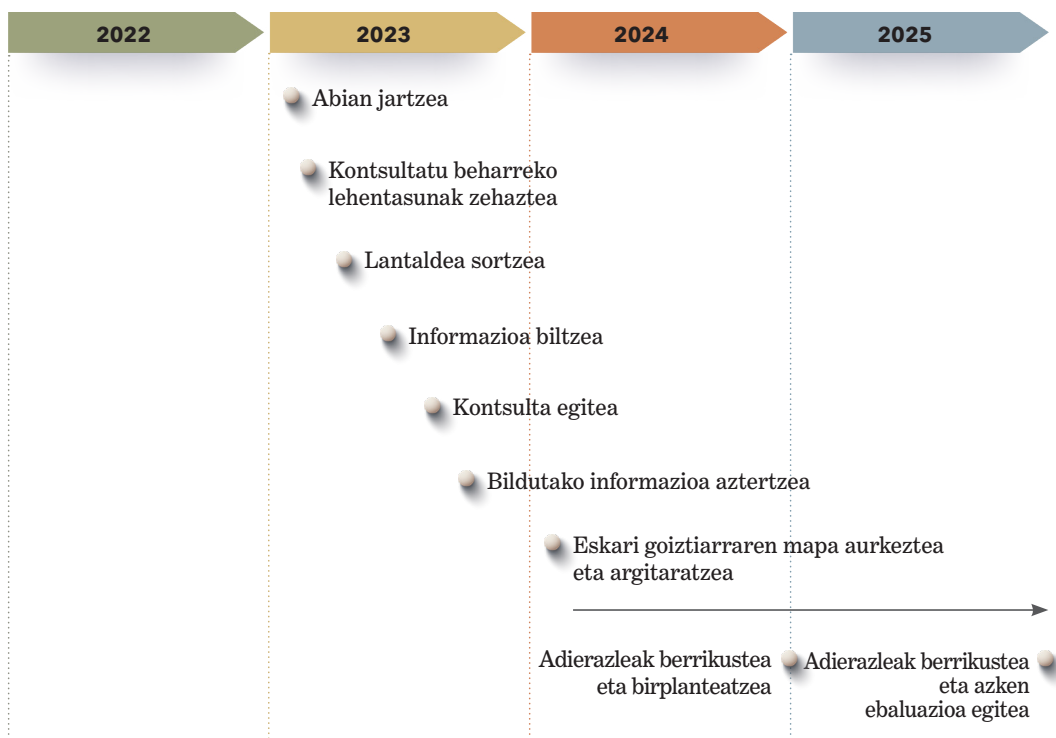 2022
2023
2024
2025
Abian jartzea
Kontsultatu beharreko
lehentasunak zehaztea
Lantaldea sortzea
Informazioa biltzea
Kontsulta egitea
Bildutako informazioa aztertzea
Eskari goiztiarraren mapa aurkeztea
eta argitaratzea
Adierazleak berrikustea
eta birplanteatzea
Adierazleak berrikustea
eta azken
ebaluazioa egitea